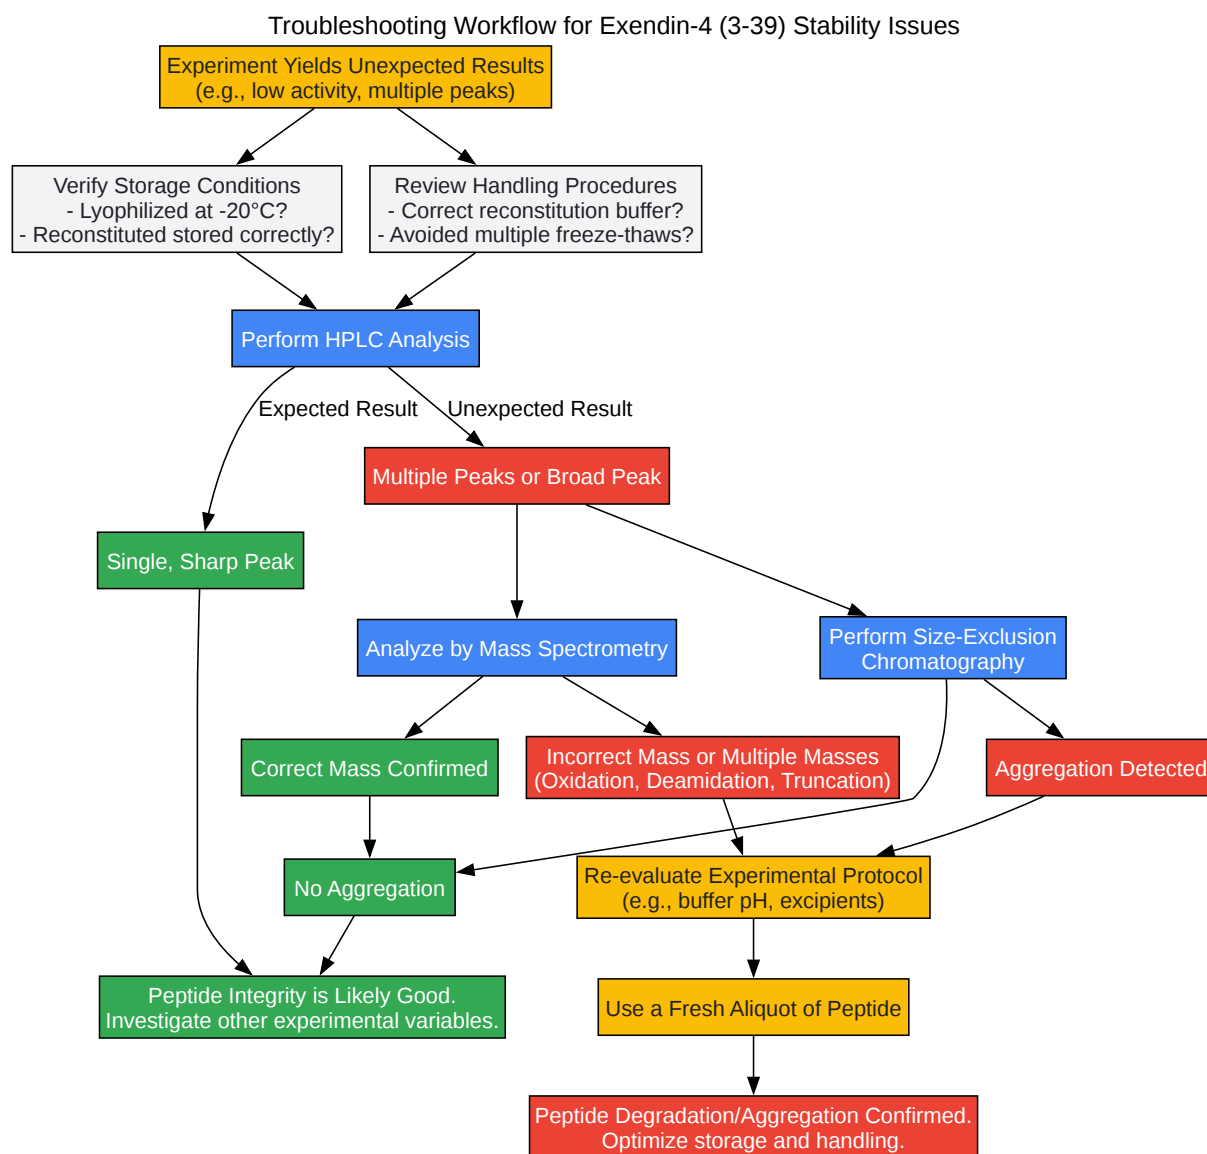 Troubleshooting Workflow for Exendin-4 (3-39) Stability Issues
Experiment Yields Unexpected Results
(e.g., low activity, multiple peaks)
Verify Storage Conditions
- Lyophilized at -20°C?
- Reconstituted stored correctly?
Review Handling Procedures
- Correct reconstitution buffer?
- Avoided multiple freeze-thaws?
Perform HPLC Analysis
Expected Result
Unexpected Result
Multiple Peaks or Broad Peak
Single, Sharp Peak
Analyze by Mass Spectrometry
Perform Size-Exclusion
Chromatography
Correct Mass Confirmed
Incorrect Mass or Multiple Masses
(Oxidation, Deamidation, Truncation)
Aggregation Detected
No Aggregation
Re-evaluate Experimental Protocol
(e.g., buffer pH, excipients)
Peptide Integrity is Likely Good.
Investigate other experimental variables.
Use a Fresh Aliquot of Peptide
Peptide Degradation/Aggregation Confirmed.
Optimize storage and handling.